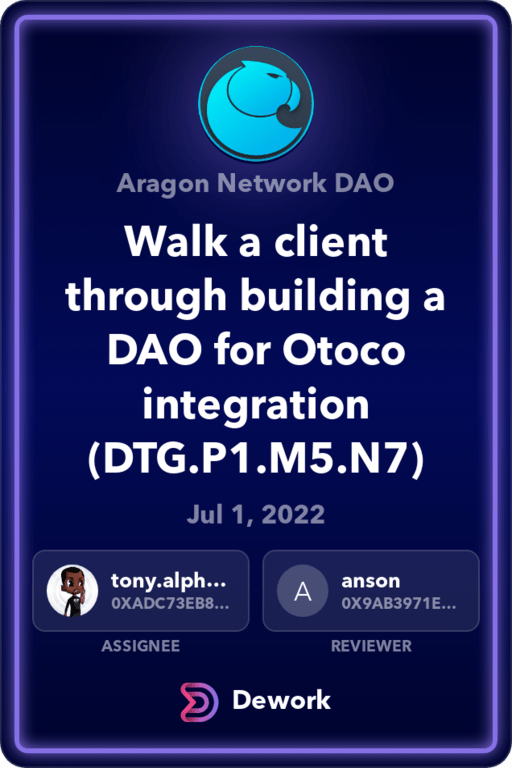 Aragon Network DAO
Walk a client
through building a
DAO for Otoco
integration
(DTG.P1.M5.N7)
Jul 1, 2022
tony.alph...
0XADC73EB8...
ASSIGNEE
A
anson
0X9AB3971E...
REVIEWER
Dework